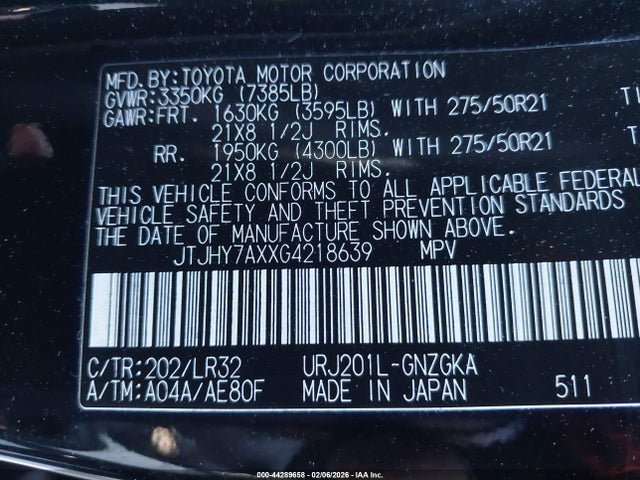 MFD. BY:TOYOTA MOTOR CORPORATION
GVWR:3350KG (7385LB)
GAWR:FRT. 1630KG (3595LB) WITH 275/50R21
21X8 1/2J RIMS.
RR. 1950KG (4300LB) WITH 275/50R21
21X8 1/2J RIMS.
THIS VEHICLE CONFORMS TO ALL APPLICABLE FEDERAL
VEHICLE SAFETY AND THEFT PREVENTION STANDARDS
THE DATE OF MANUFACTURE SHOWN ABOVE.
JTJHY7AXXG4218639 MPV
C/TR:202/LR32 URJ201L-GNZGKA
A/TM:A04A/AE80F MADE IN JAPAN 511
000-44289658 - 02/06/2026 - IAA Inc.